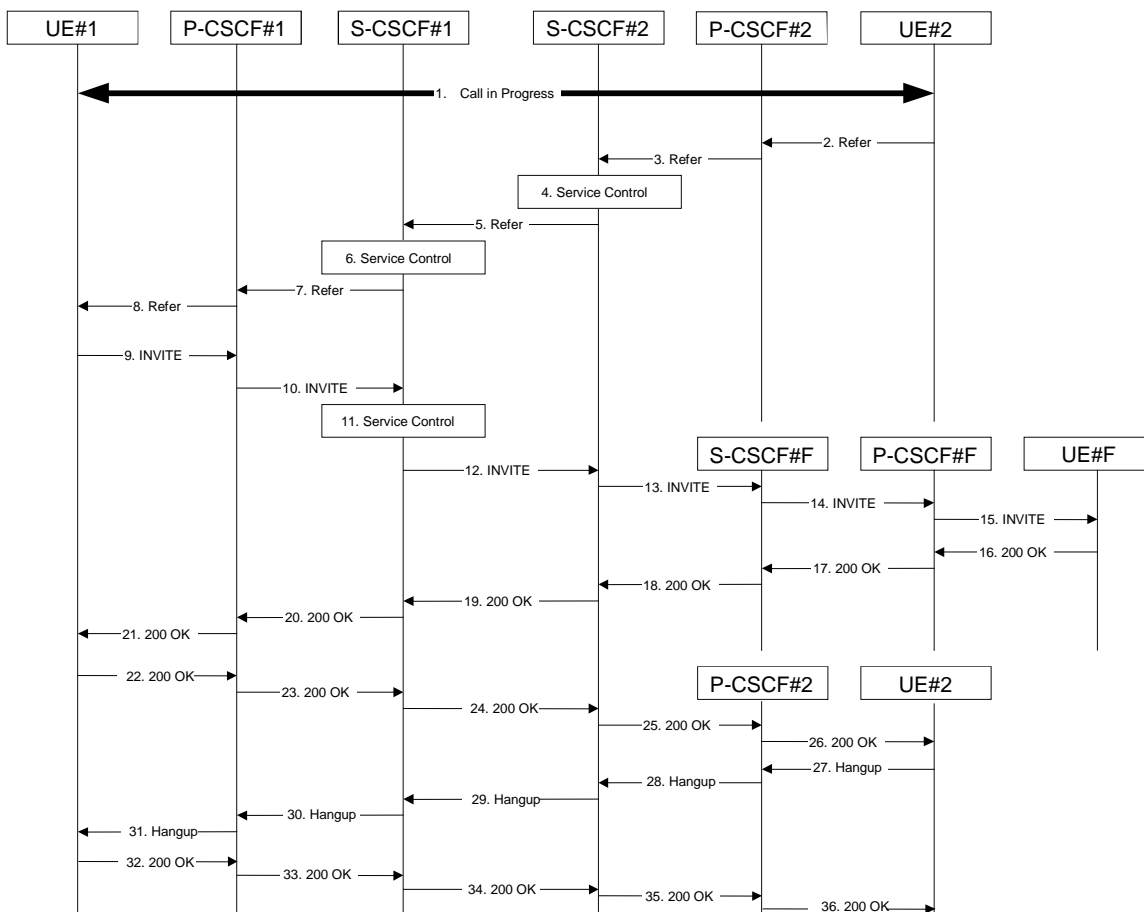 UE#1 P-CSCF#1 S-CSCF#1 S-CSCF#2 P-CSCF#2 UE#2
1. Call in Progress
2. Refer
3. Refer
4. Service Control
5. Refer
6. Service Control
7. Refer
8. Refer
9. INVITE
10. INVITE
11. Service Control
S-CSCF#F P-CSCF#F UE#F
12. INVITE
13. INVITE
14. INVITE
15. INVITE
16. 200 OK
17. 200 OK
18. 200 OK
19. 200 OK
20. 200 OK
21. 200 OK
22. 200 OK
P-CSCF#2 UE#2
23. 200 OK
24. 200 OK
25. 200 OK
26. 200 OK
27. Hangup
28. Hangup
29. Hangup
30. Hangup
31. Hangup
32. 200 OK
33. 200 OK
34. 200 OK
35. 200 OK
36. 200 OK